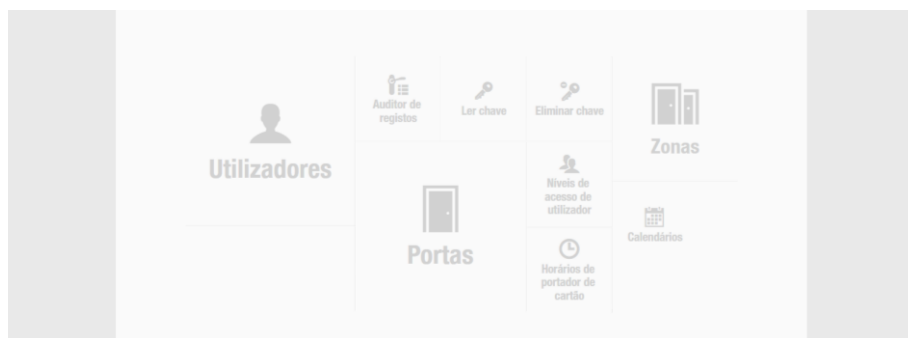 Utilizadores
Auditor de
registos
Ler chave
Eliminar chave
Zonas
Portas
Níveis de
acesso de
utilizador
Calendários
Horários de
portador de
cartão